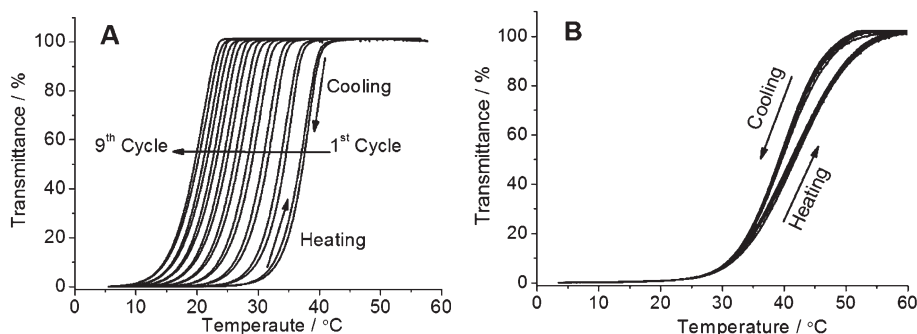 A
Transmittance / %
100
80
60
40
20
0
Cooling
9th Cycle
1st Cycle
Heating
0 10 20 30 40 50 60
Temperaute / °C
B
Transmittance / %
100
80
60
40
20
0
Cooling
Heating
0 10 20 30 40 50 60
Temperature / °C